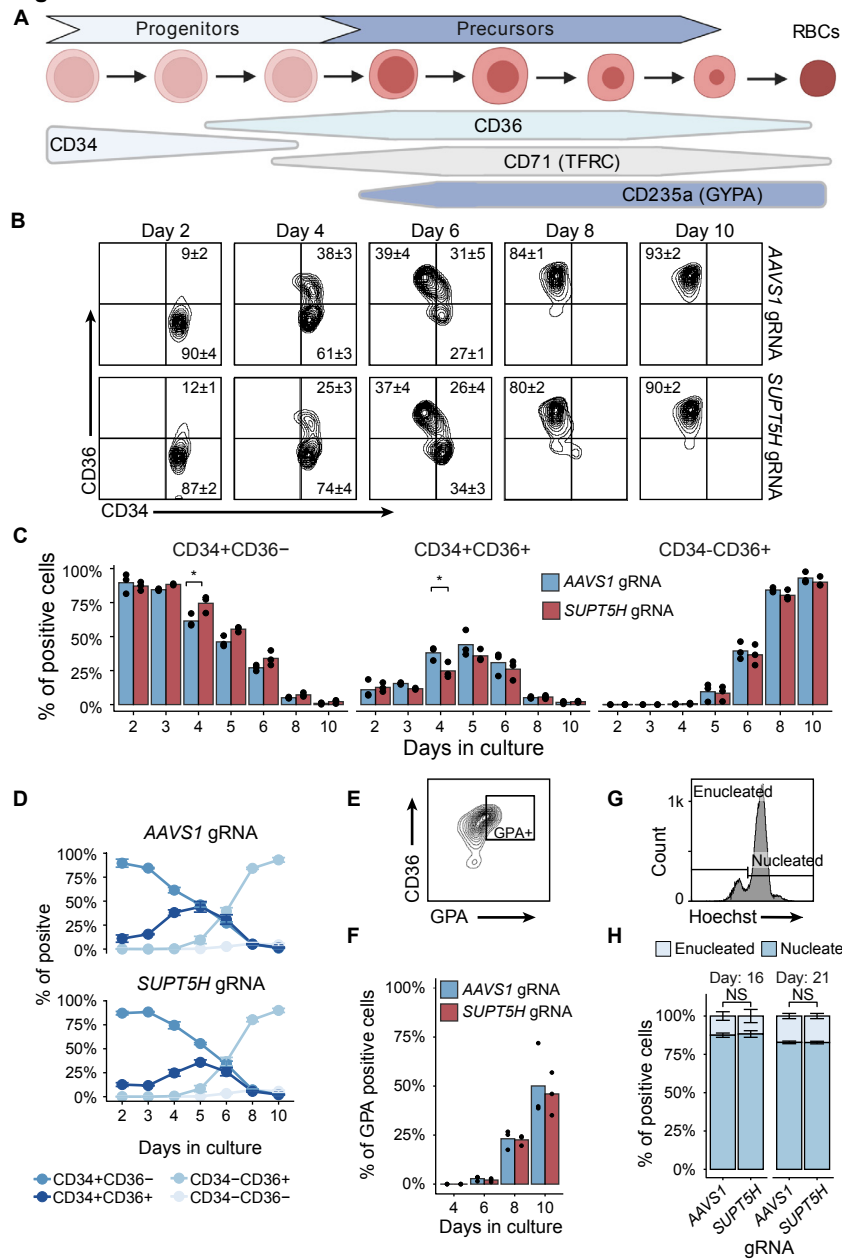 A
Progenitors
Precursors
RBCs
CD34
CD36
CD71 (TFRC)
CD235a (GYPA)
B
Day 2
Day 4
Day 6
Day 8
Day 10
9±2
38±3
39±4
31±5
84±1
93±2
90±4
61±3
27±1
AAVS1 gRNA
12±1
25±3
37±4
26±4
80±2
90±2
87±2
74±4
34±3
SUPT5H gRNA
CD36
CD34
C
CD34+CD36−
CD34+CD36+
CD34-CD36+
% of positive cells
100%
75%
50%
25%
0%
*
*
AAVS1 gRNA
SUPT5H gRNA
2 3 4 5 6 8 10
2 3 4 5 6 8 10
2 3 4 5 6 8 10
Days in culture
D
AAVS1 gRNA
100%
75%
50%
25%
0%
% of positve
SUPT5H gRNA
100%
75%
50%
25%
0%
2 3 4 5 6 8 10
Days in culture
CD34+CD36−
CD34−CD36+
CD34+CD36+
CD34−CD36−
E
CD36
GPA+
GPA
F
% of GPA positive cells
100%
75%
50%
25%
0%
AAVS1 gRNA
SUPT5H gRNA
4 6 8 10
Days in culture
G
Count
1k
0
Enucleated
Nucleated
Hoechst
H
Enucleated
Nucleate
Day: 16
Day: 21
NS
NS
% of positive cells
100%
75%
50%
25%
0%
AAVS1
SUPT5H
AAVS1
SUPT5H
gRNA